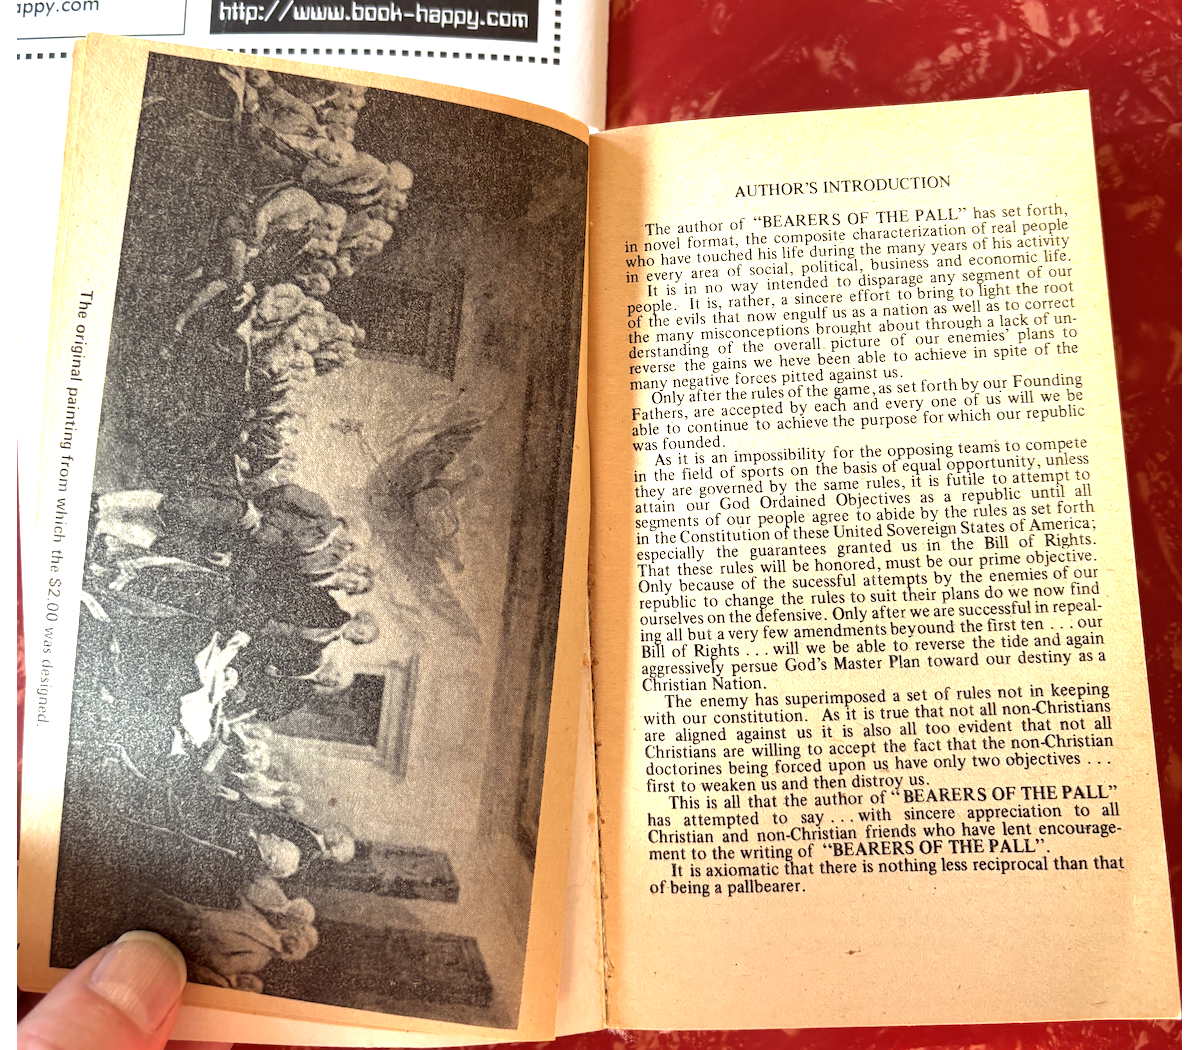 appy.com
http://www.book-happy.com
The original painting from which the $2.00 was designed.
AUTHOR'S INTRODUCTION
The author of "BEARERS OF THE PALL" has set forth,
in novel format, the composite characterization of real people
who have touched his life during the many years of his activity
in every area of social, political, business and economic life.
It is in no way intended to disparage any segment of our
people. It is, rather, a sincere effort to bring to light the root
of the evils that now engulf us as a nation as well as to correct
the many misconceptions brought about through a lack of un-
derstanding of the overall picture of our enemies' plans to
reverse the gains we heve been able to achieve in spite of the
many negative forces pitted against us.
Only after the rules of the game, as set forth by our Founding
Fathers, are accepted by each and every one of us will we be
able to continue to achieve the purpose for which our republic
was founded.
As it is an impossibility for the opposing teams to compete
in the field of sports on the basis of equal opportunity, unless
they are governed by the same rules, it is futile to attempt to
attain our God Ordained Objectives as a republic until all
segments of our people agree to abide by the rules as set forth
in the Constitution of these United Sovereign States of America;
especially the guarantees granted us in the Bill of Rights.
That these rules will be honored, must be our prime objective.
Only because of the sucessful attempts by the enemies of our
republic to change the rules to suit their plans do we now find
ourselves on the defensive. Only after we are successful in repeal-
ing all but a very few amendments beyound the first ten . . . our
Bill of Rights . . . will we be able to reverse the tide and again
aggressively persue God's Master Plan toward our destiny as a
Christian Nation.
The enemy has superimposed a set of rules not in keeping
with our constitution. As it is true that not all non-Christians
are aligned against us it is also all too evident that not all
Christians are willing to accept the fact that the non-Christian
doctorines being forced upon us have only two objectives . . .
first to weaken us and then distroy us.
This is all that the author of "BEARERS OF THE PALL"
has attempted to say . . . with sincere appreciation to all
Christian and non-Christian friends who have lent encourage-
ment to the writing of "BEARERS OF THE PALL".
It is axiomatic that there is nothing less reciprocal than that
of being a pallbearer.